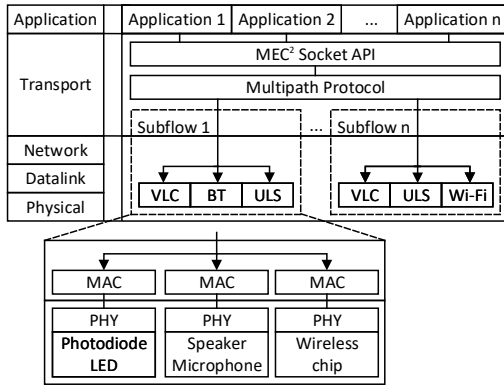 Application
Application 1
Application 2
...
Application n
MEC² Socket API
Transport
Multipath Protocol
Subflow 1
...
Subflow n
Network
Datalink
Physical
VLC
BT
ULS
VLC
ULS
Wi-Fi
MAC
MAC
MAC
PHY
PHY
PHY
Photodiode
LED
Speaker
Microphone
Wireless
chip